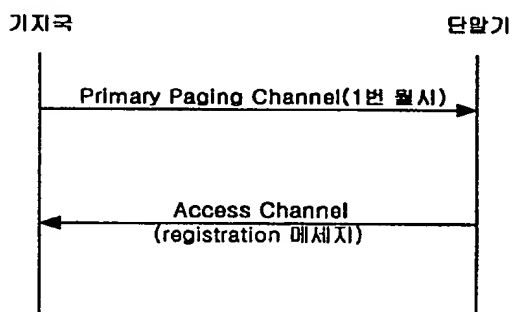 기지국
단말기
Primary Paging Channel(1번 월시)
Access Channel
(registration 메세지)